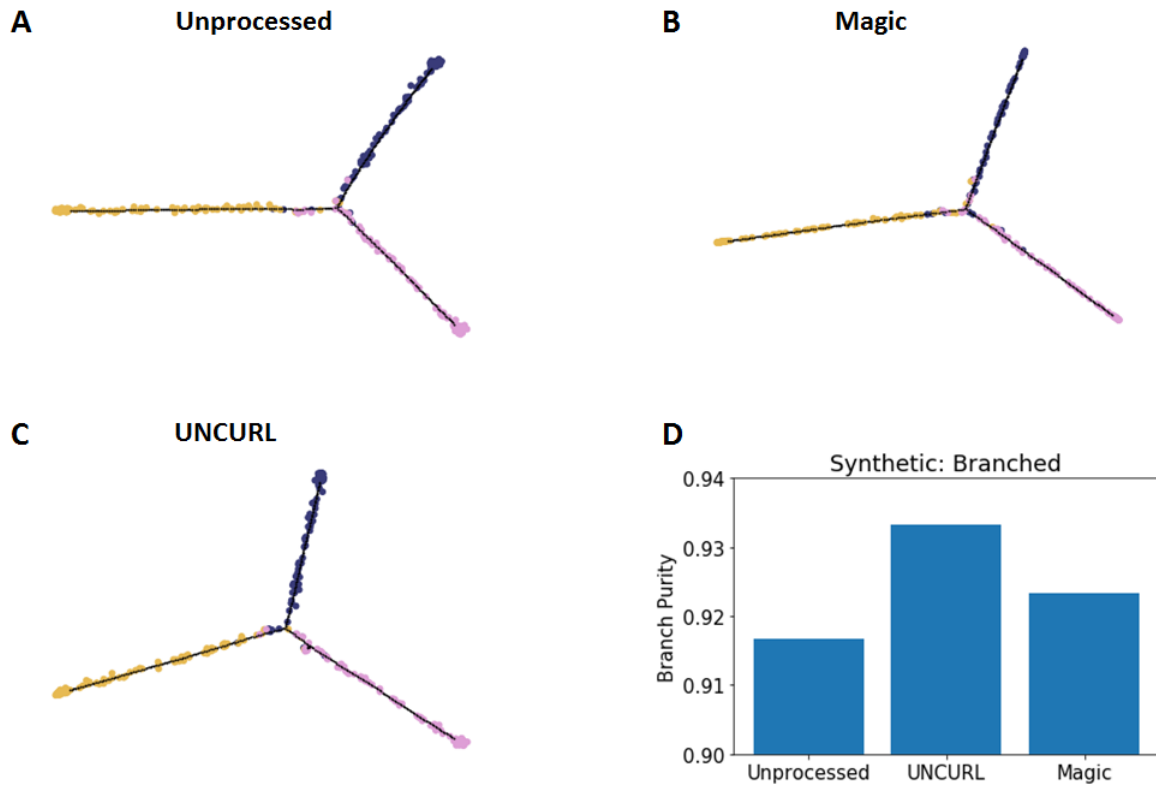 A
Unprocessed
B
Magic
C
UNCURL
D
Synthetic: Branched
Branch Purity
0.94
0.93
0.92
0.91
0.90
Unprocessed
UNCURL
Magic